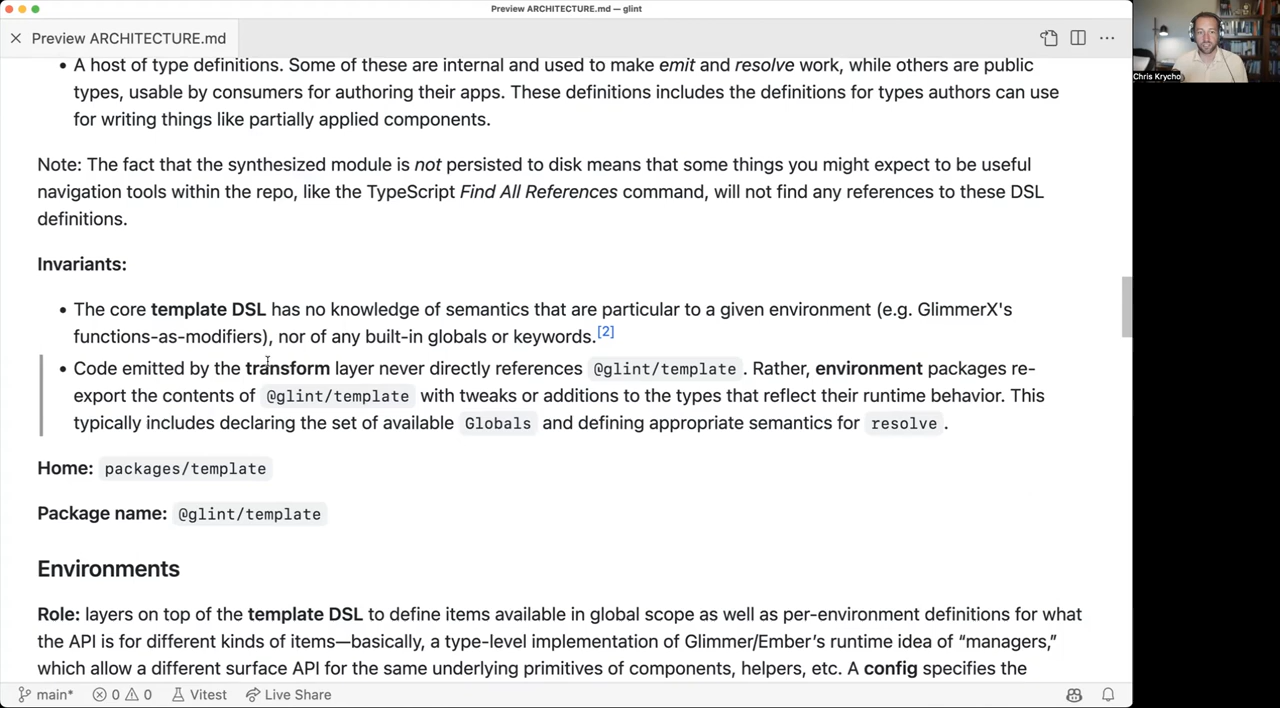 Preview ARCHITECTURE.md — glint
Preview ARCHITECTURE.md
• A host of type definitions. Some of these are internal and used to make emit and resolve work, while others are public
types, usable by consumers for authoring their apps. These definitions includes the definitions for types authors can use
for writing things like partially applied components.
Note: The fact that the synthesized module is not persisted to disk means that some things you might expect to be useful
navigation tools within the repo, like the TypeScript Find All References command, will not find any references to these DSL
definitions.
Invariants:
• The core template DSL has no knowledge of semantics that are particular to a given environment (e.g. GlimmerX's
functions-as-modifiers), nor of any built-in globals or keywords.[2]
• Code emitted by the transform layer never directly references @glint/template . Rather, environment packages re-
export the contents of @glint/template with tweaks or additions to the types that reflect their runtime behavior. This
typically includes declaring the set of available Globals and defining appropriate semantics for resolve .
Home: packages/template
Package name: @glint/template
Environments
Role: layers on top of the template DSL to define items available in global scope as well as per-environment definitions for what
the API is for different kinds of items—basically, a type-level implementation of Glimmer/Ember’s runtime idea of “managers,”
which allow a different surface API for the same underlying primitives of components, helpers, etc. A config specifies the
main* 0 0 Vitest Live Share
Chris Krycho